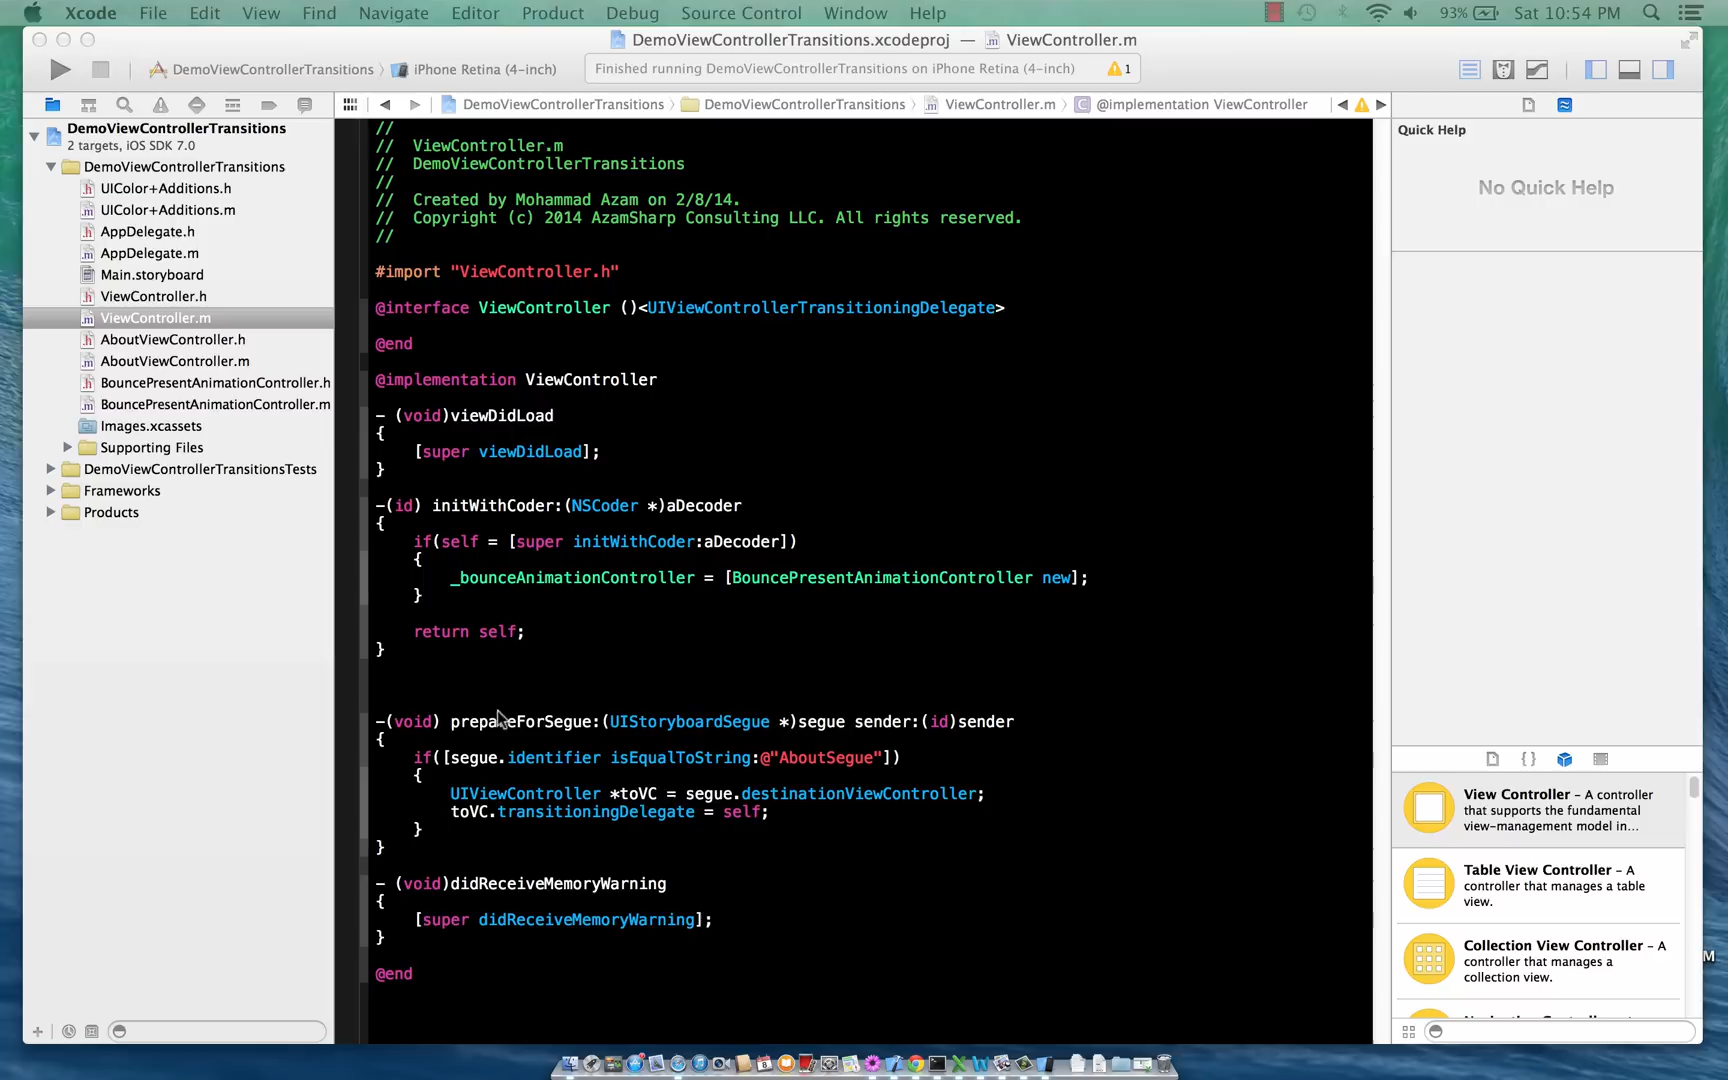 Xcode File Edit View Find Navigate Editor Product Debug Source Control Window Help 93% Sat 10:54 PM
DemoViewControllerTransitions.xcodeproj — ViewController.m
DemoViewControllerTransitions iPhone Retina (4-inch) Finished running DemoViewControllerTransitions on iPhone Retina (4-inch) 1
DemoViewControllerTransitions DemoViewControllerTransitions ViewController.m @implementation ViewController
DemoViewControllerTransitions
2 targets, iOS SDK 7.0
DemoViewControllerTransitions
UIColor+Additions.h
UIColor+Additions.m
AppDelegate.h
AppDelegate.m
Main.storyboard
ViewController.h
ViewController.m
AboutViewController.h
AboutViewController.m
BouncePresentAnimationController.h
BouncePresentAnimationController.m
Images.xcassets
Supporting Files
DemoViewControllerTransitionsTests
Frameworks
Products
//
// ViewController.m
// DemoViewControllerTransitions
//
// Created by Mohammad Azam on 2/8/14.
// Copyright (c) 2014 AzamSharp Consulting LLC. All rights reserved.
//
#import "ViewController.h"
@interface ViewController ()<UIViewControllerTransitioningDelegate>
@end
@implementation ViewController
- (void)viewDidLoad
{
[super viewDidLoad];
}
-(id) initWithCoder:(NSCoder *)aDecoder
{
if(self = [super initWithCoder:aDecoder])
{
_bounceAnimationController = [BouncePresentAnimationController new];
}
return self;
}
-(void) prepareForSegue:(UIStoryboardSegue *)segue sender:(id)sender
{
if([segue.identifier isEqualToString:@"AboutSegue"])
{
UIViewController *toVC = segue.destinationViewController;
toVC.transitioningDelegate = self;
}
}
- (void)didReceiveMemoryWarning
{
[super didReceiveMemoryWarning];
}
@end
Quick Help
No Quick Help
View Controller - A controller
that supports the fundamental
view-management model in...
Table View Controller - A
controller that manages a table
view.
Collection View Controller - A
controller that manages a
collection view.
M